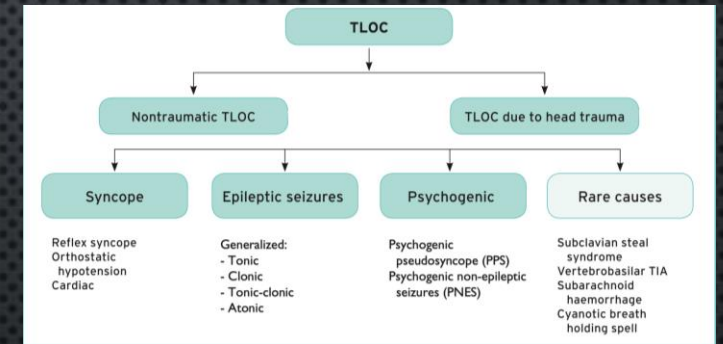 TLOC
Nontraumatic TLOC
TLOC due to head trauma
Syncope
Epileptic seizures
Psychogenic
Rare causes
Reflex syncope
Orthostatic
hypotension
Cardiac
Generalized:
- Tonic
- Clonic
- Tonic-clonic
- Atonic
Psychogenic
pseudosyncope (PPS)
Psychogenic non-epileptic
seizures (PNES)
Subclavian steal
syndrome
Vertebrobasilar TIA
Subarachnoid
haemorrhage
Cyanotic breath
holding spell